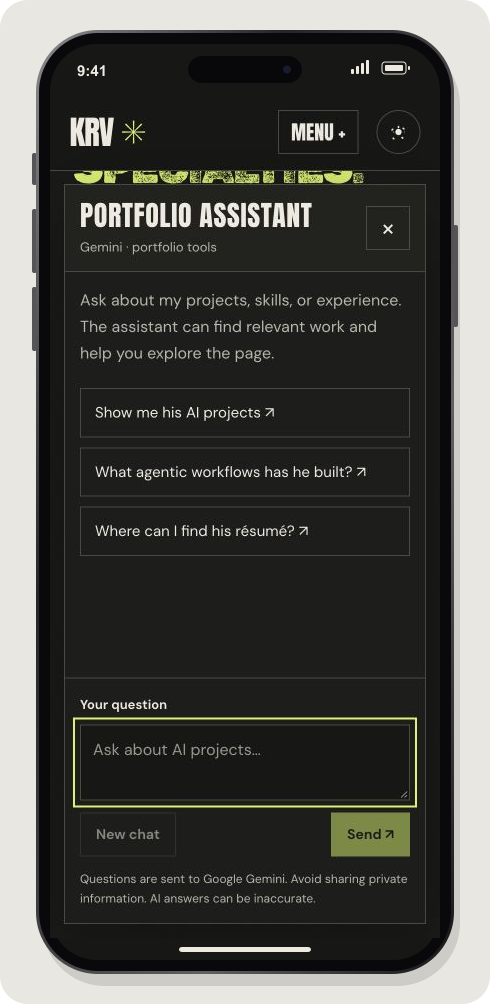 9:41
KRV
MENU +
SPECIALITIES.
PORTFOLIO ASSISTANT
Gemini · portfolio tools
×
Ask about my projects, skills, or experience.
The assistant can find relevant work and
help you explore the page.
Show me his AI projects ↗
What agentic workflows has he built? ↗
Where can I find his résumé? ↗
Your question
Ask about AI projects…
New chat
Send ↗
Questions are sent to Google Gemini. Avoid sharing private
information. AI answers can be inaccurate.